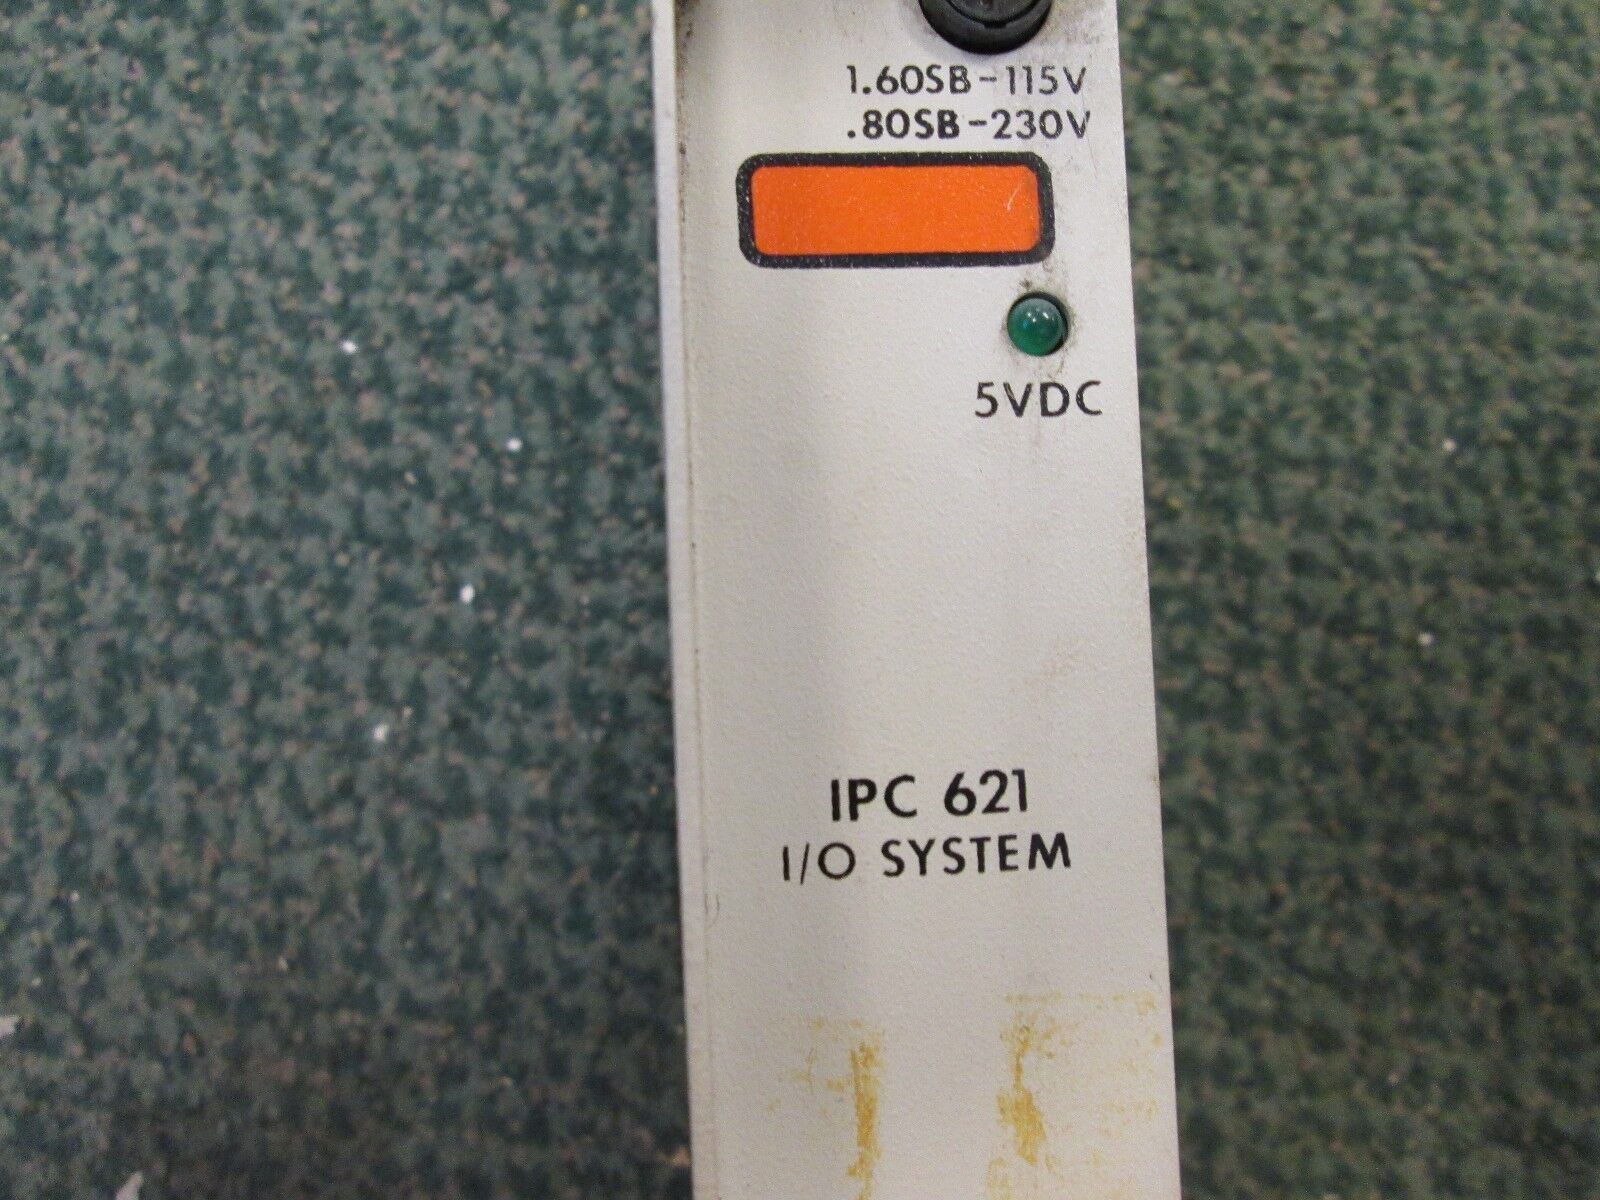 1.60SB-115V
.80SB-230V
5VDC
IPC 621
I/O SYSTEM